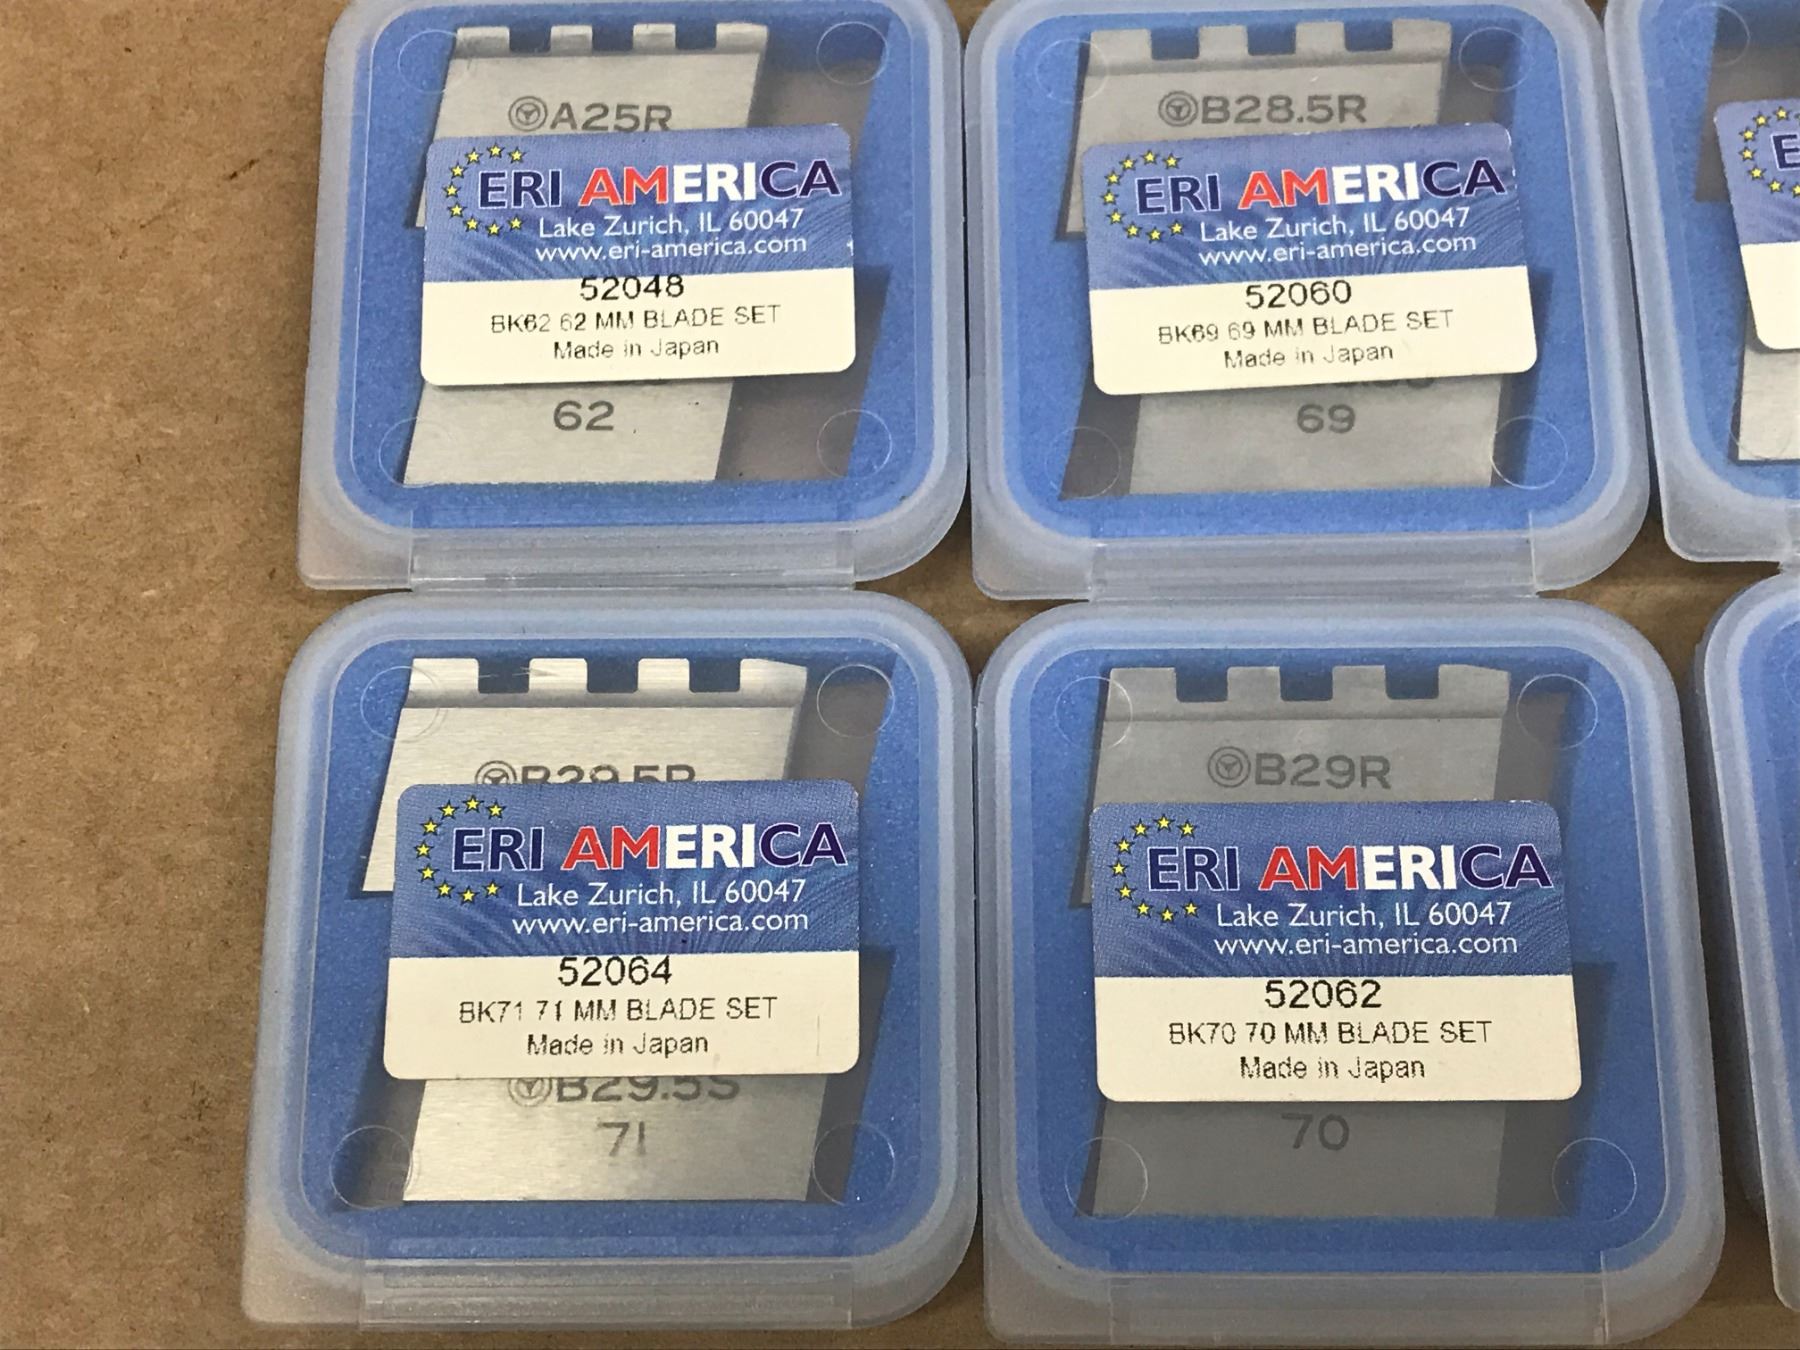 A25R
ERI AMERICA
Lake Zurich, IL 60047
www.eri-america.com
52048
BK62 62 MM BLADE SET
Made in Japan
62
B28.5R
ERI AMERICA
Lake Zurich, IL 60047
www.eri-america.com
52060
BK69 69 MM BLADE SET
Made in Japan
69
B29.5R
ERI AMERICA
Lake Zurich, IL 60047
www.eri-america.com
52064
BK71 71 MM BLADE SET
Made in Japan
B29.5S
71
B29R
ERI AMERICA
Lake Zurich, IL 60047
www.eri-america.com
52062
BK70 70 MM BLADE SET
Made in Japan
70